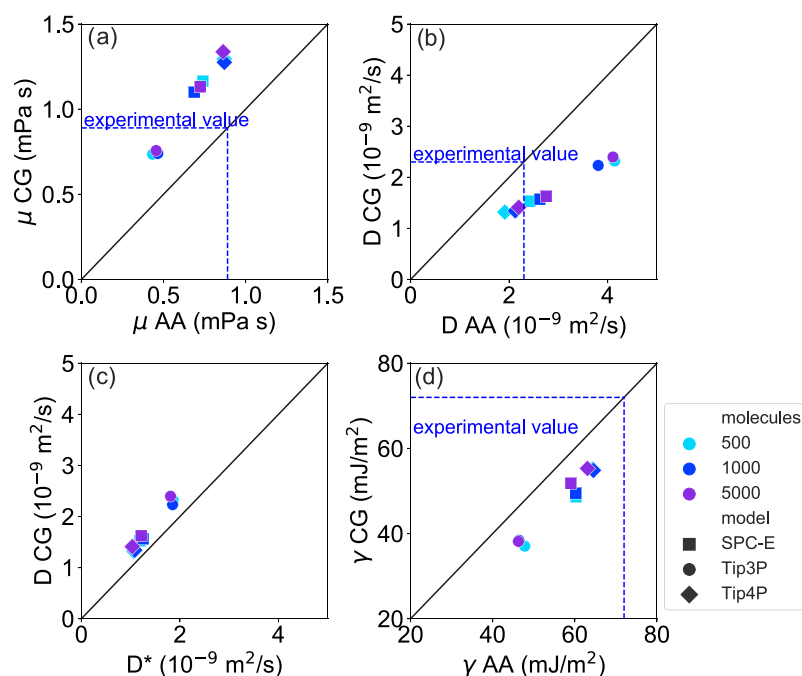 (a)
1.5
1.0
0.5
0.0
μ CG (mPa s)
experimental value
0.0 0.5 1.0 1.5
μ AA (mPa s)
(b)
5
4
3
2
1
0
D CG (10⁻⁹ m²/s)
experimental value
0 2 4
D AA (10⁻⁹ m²/s)
(c)
5
4
3
2
1
0
D CG (10⁻⁹ m²/s)
0 2 4
D* (10⁻⁹ m²/s)
(d)
80
60
40
20
γ CG (mJ/m²)
experimental value
20 40 60 80
γ AA (mJ/m²)
molecules
500
1000
5000
model
SPC-E
Tip3P
Tip4P